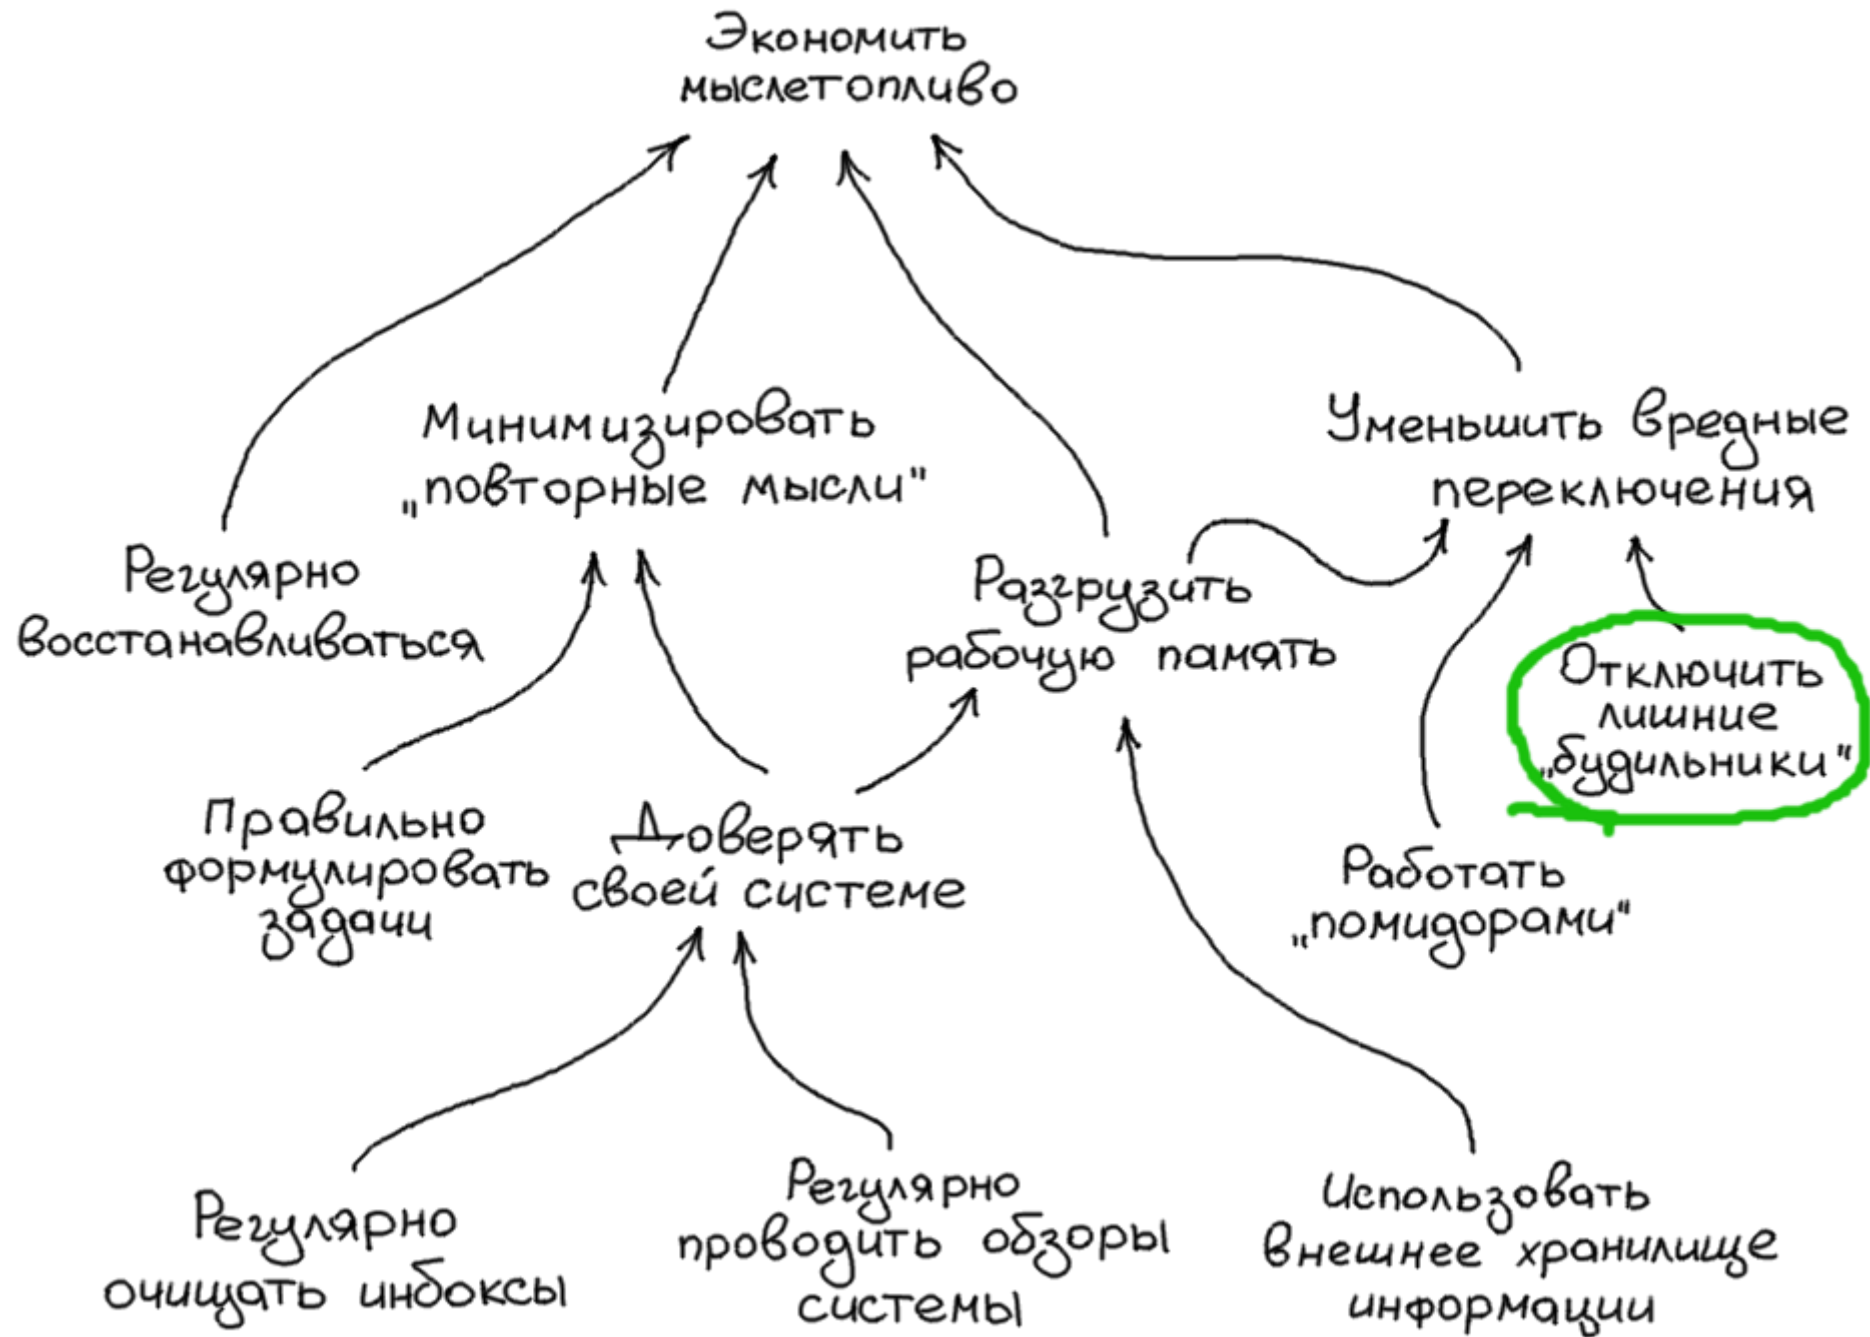 Экономить
мыслетопливо
Минимизировать
„повторные мысли"
Уменьшить вредные
переключения
Регулярно
восстанавливаться
Разгрузить
рабочую память
Отключить
лишние
„будильники"
Правильно
формулировать
задачи
Доверять
своей системе
Работать
„помидорами"
Регулярно
очищать инбоксы
Регулярно
проводить обзоры
системы
Использовать
внешнее хранилище
информации